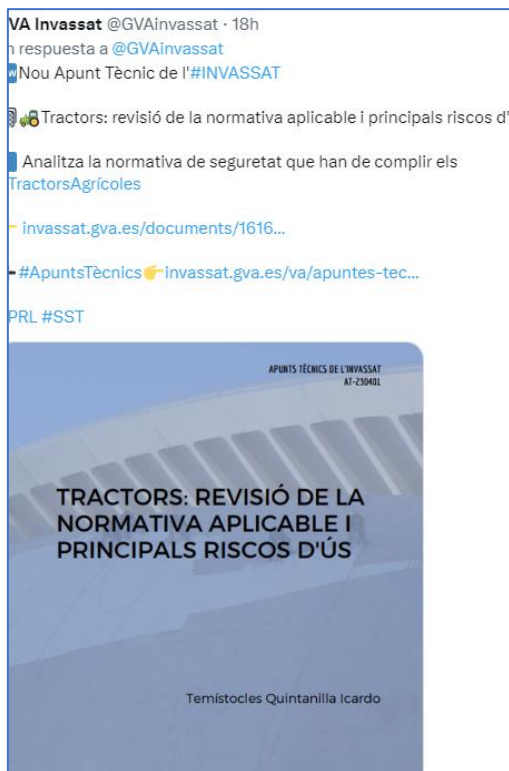 VA Invassat @GVAinvassat · 18h
respuesta a @GVAinvassat
Nou Apunt Tècnic de l'#INVASSAT
Tractors: revisió de la normativa aplicable i principals riscos d'
Analitza la normativa de seguretat que han de complir els
TractorsAgrícoles
invassat.gva.es/documents/1616...
#ApuntsTècnics👉invassat.gva.es/va/apuntes-tec...
PRL #SST
APUNTS TÈCNICS DE L'INVASSAT
AT-230401
TRACTORS: REVISIÓ DE LA
NORMATIVA APLICABLE I
PRINCIPALS RISCOS D'ÚS
Temístocles Quintanilla Icardo